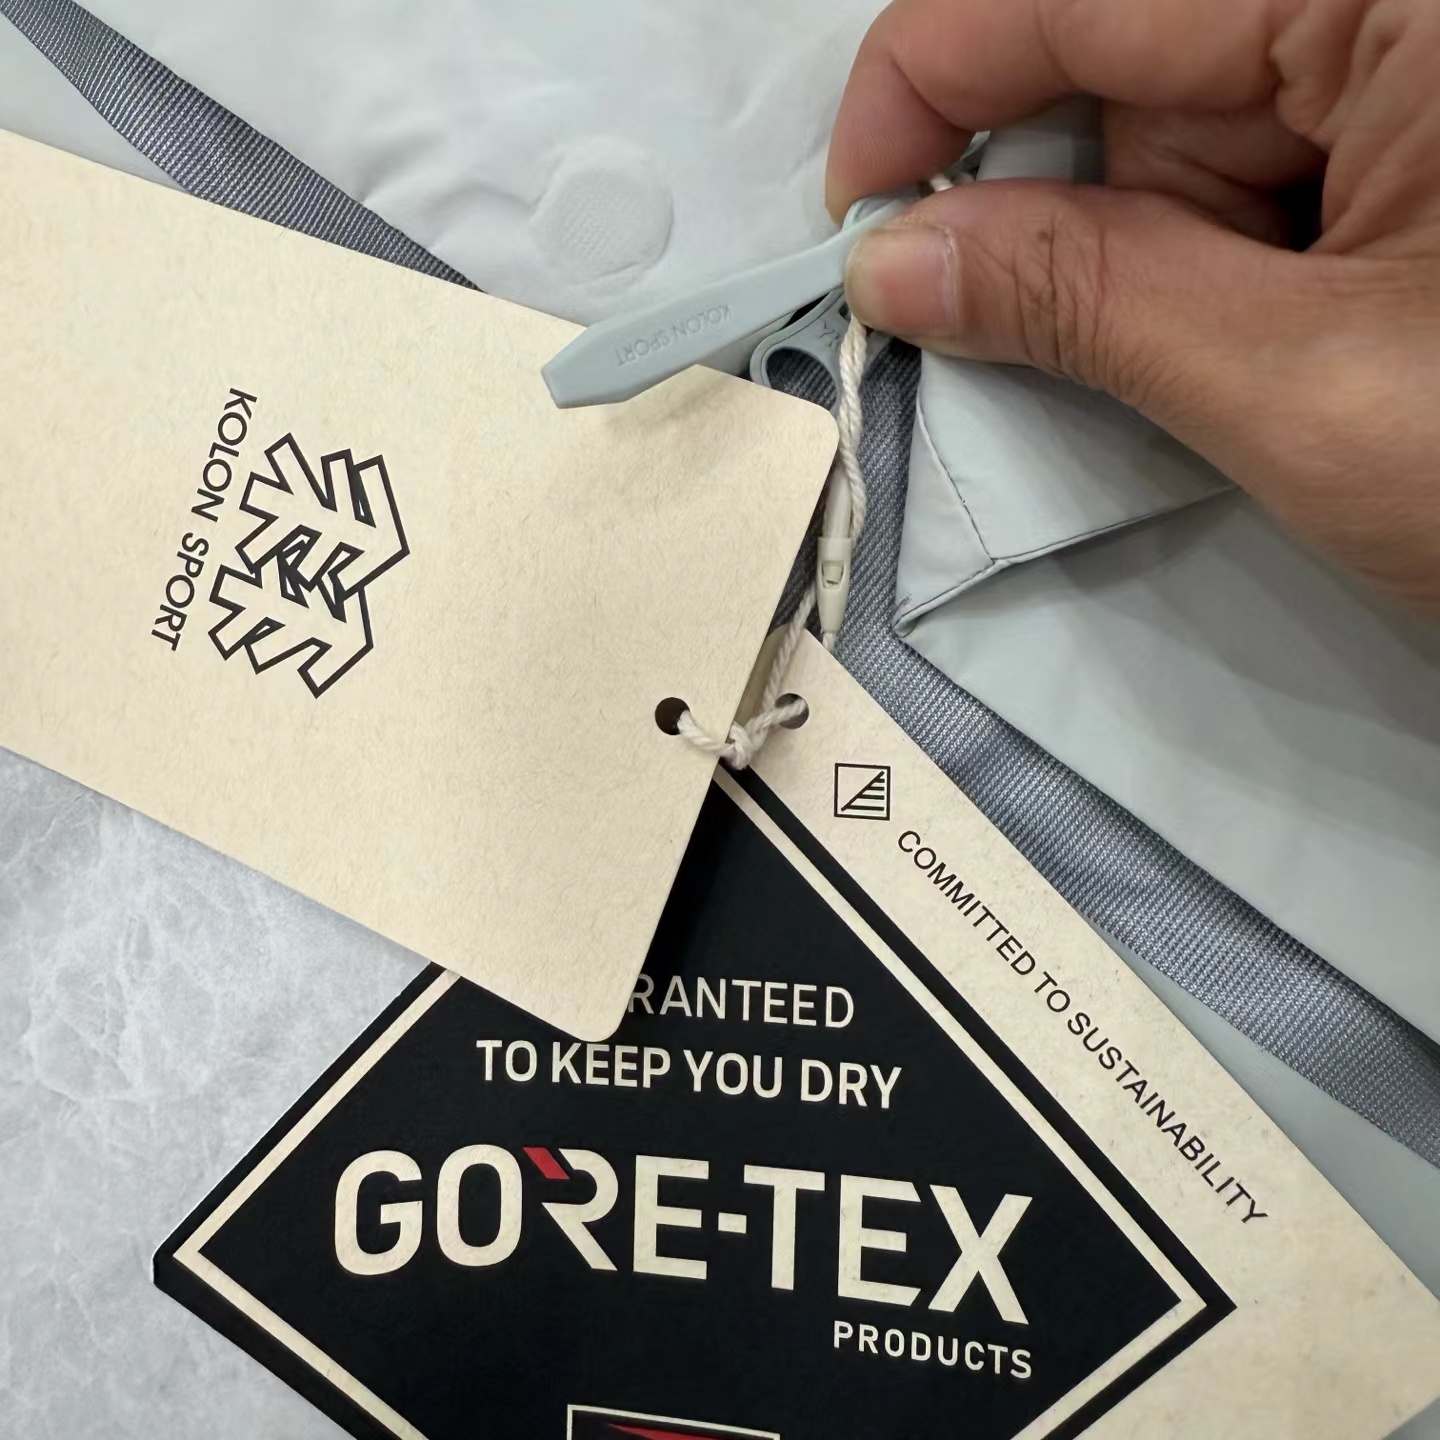 KOLON SPORT
KOLON SPORT
COMMITTED TO SUSTAINABILITY
RANTEED
TO KEEP YOU DRY
GORE-TEX
PRODUCTS